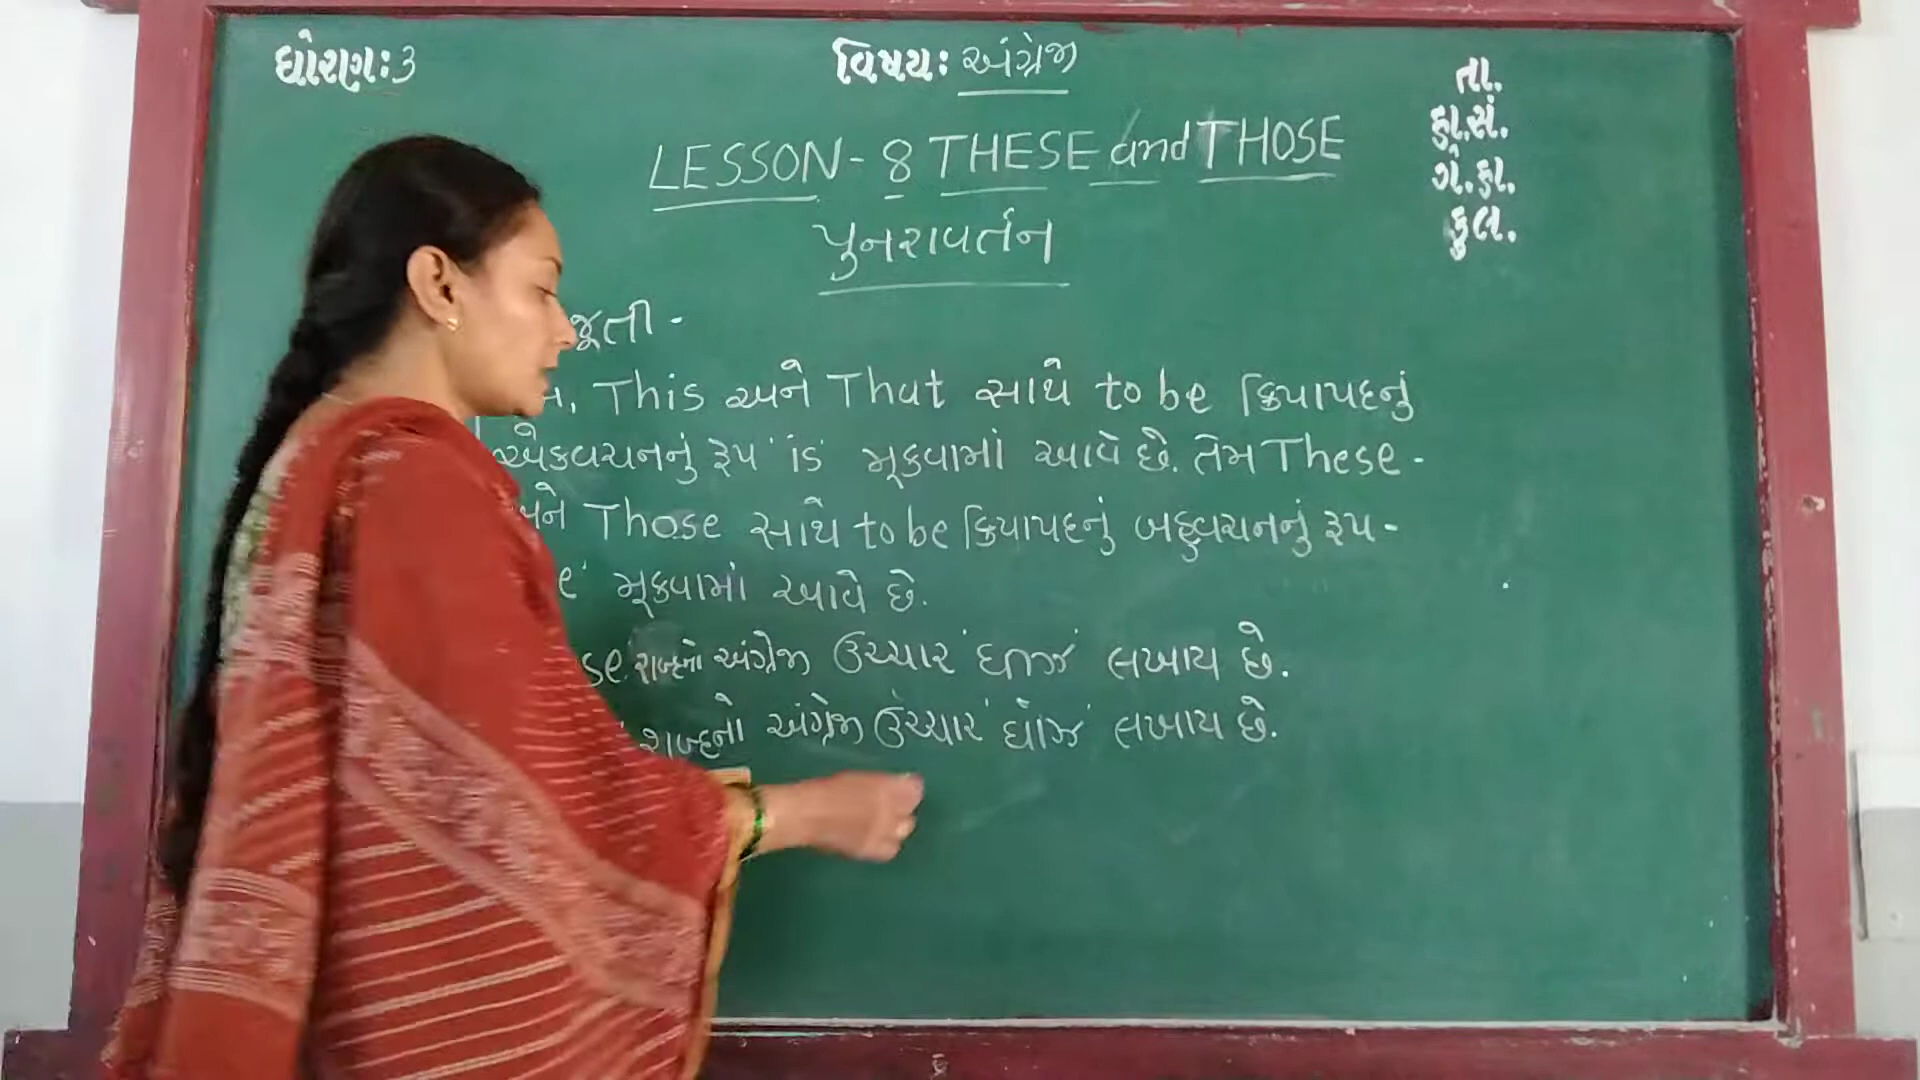 ધોરણ: 3
વિષય: અંગ્રેજી
તા.
હા.સં.
ગે.હા.
કુલ.
LESSON - 8 THESE and THOSE
પુનરાવર્તન
જૂતી -
This અને That સાથે to be ક્રિયાપદનું
એકવચનનું રૂપ 'is' મૂકવામાં આવે છે. તેમ These -
અને Those સાથે to be ક્રિયાપદનું બહુવચનનું રૂપ -
e' મૂકવામાં આવે છે.
se' શબ્દનો અંગ્રેજી ઉચ્ચાર 'ધીઝ' લખાય છે.
શબ્દનો અંગ્રેજી ઉચ્ચાર 'ધોઝ' લખાય છે.